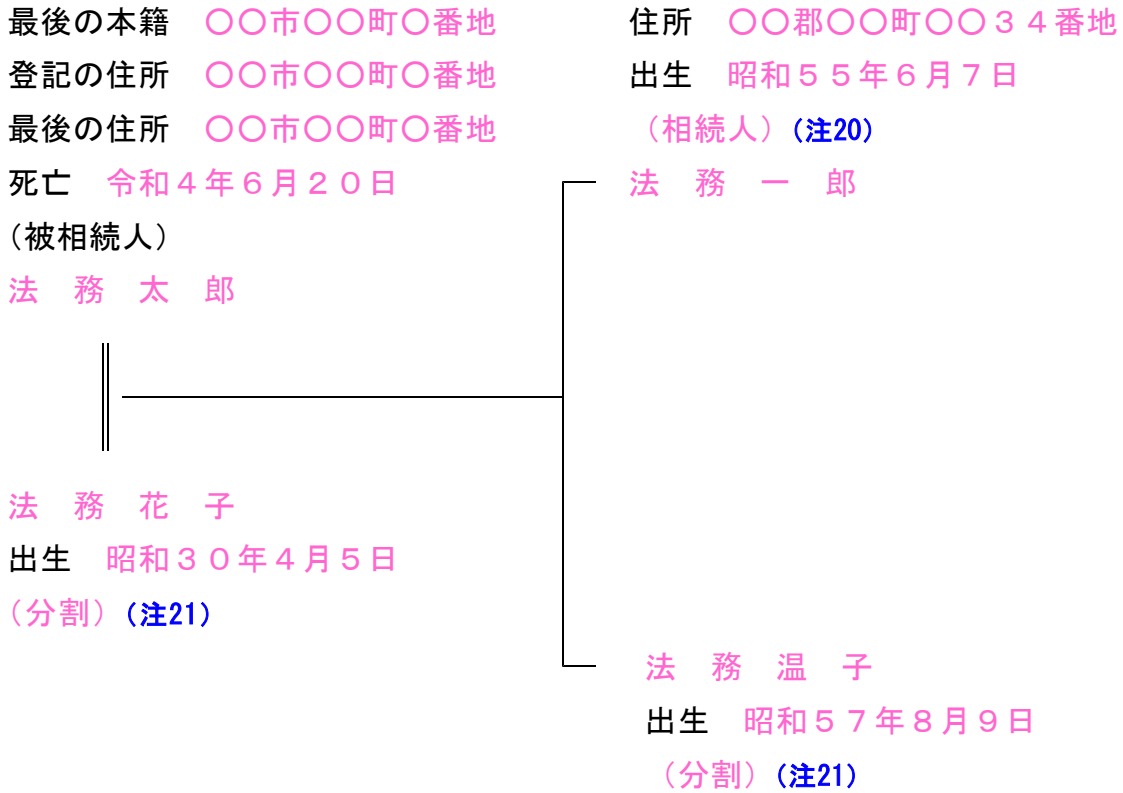 最後の本籍　〇〇市〇〇町〇番地
登記の住所　〇〇市〇〇町〇番地
最後の住所　〇〇市〇〇町〇番地
死亡　令和４年６月２０日
（被相続人）
法　務　太　郎
住所　〇〇郡〇〇町〇〇３４番地
出生　昭和５５年６月７日
（相続人）（注20）
法　務　一　郎
法　務　花　子
出生　昭和３０年４月５日
（分割）（注21）
法　務　温　子
出生　昭和５７年８月９日
（分割）（注21）